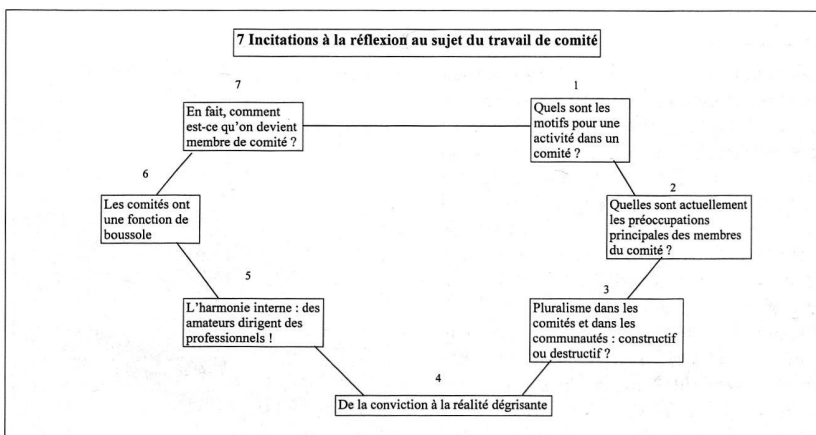 7 Incitations à la réflexion au sujet du travail de comité
7
En fait, comment
est-ce qu'on devient
membre de comité ?
1
Quels sont les
motifs pour une
activité dans un
comité ?
6
Les comités ont
une fonction de
boussole
2
Quelles sont actuellement
les préoccupations
principales des membres
du comité ?
5
L'harmonie interne : des
amateurs dirigent des
professionnels !
3
Pluralisme dans les
comités et dans les
communautés : constructif
ou destructif ?
4
De la conviction à la réalité dégrisante